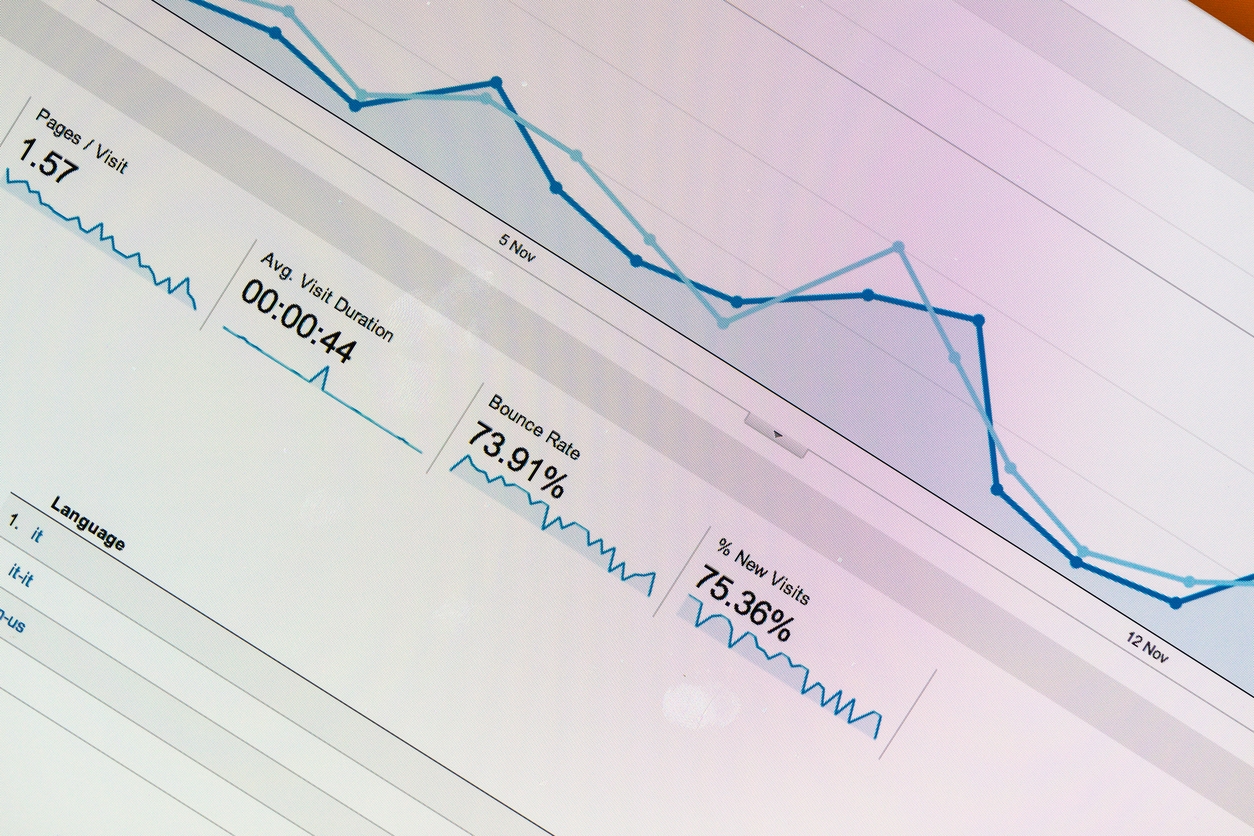 5 Nov
12 Nov
Pages / Visit
1.57
Avg. Visit Duration
00:00:44
Bounce Rate
73.91%
% New Visits
75.36%
Language
1. it
it-it
-us